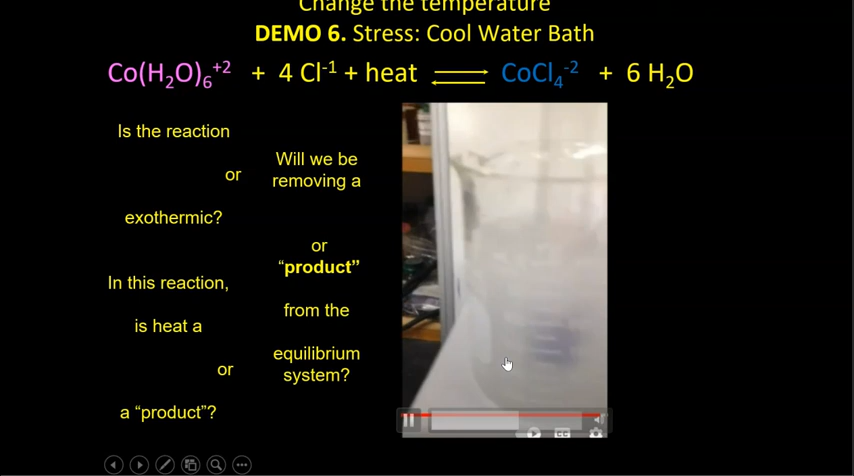 Change the temperature
DEMO 6. Stress: Cool Water Bath
Co(H₂O)₆⁺² + 4 Cl⁻¹ + heat ⇌ CoCl₄⁻² + 6 H₂O
Is the reaction
or
exothermic?
In this reaction,
is heat a
or
a “product”?
Will we be
removing a
or
“product”
from the
equilibrium
system?
CC